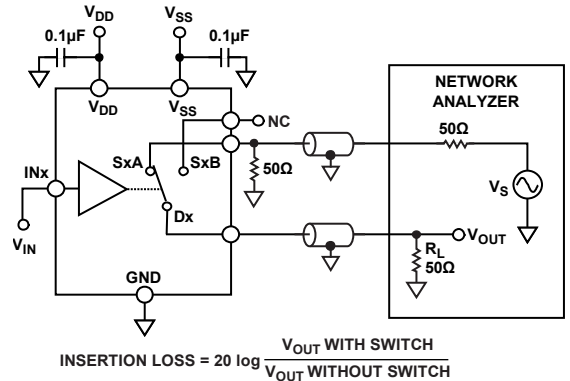 VDD
VSS
0.1µF
0.1µF
VDD
VSS
NC
NETWORK
ANALYZER
50Ω
SxA
SxB
50Ω
INx
VS
Dx
VOUT
VIN
RL
50Ω
GND
INSERTION LOSS = 20 log VOUT WITH SWITCH
VOUT WITHOUT SWITCH